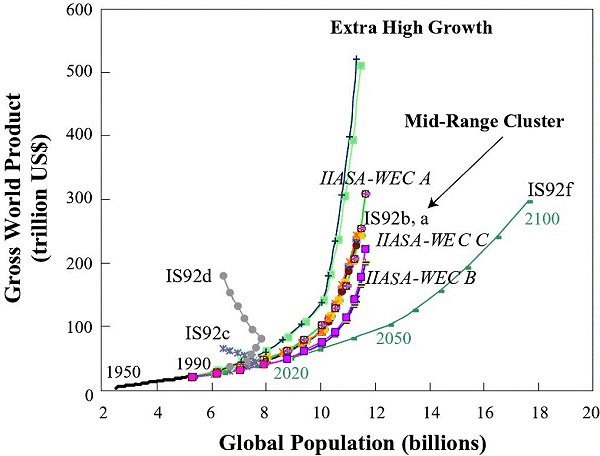 Extra High Growth
Mid-Range Cluster
IIASA-WEC A
IS92f
2100
IS92b, a
IIASA-WEC C
IIASA-WEC B
IS92d
IS92c
2050
2020
1990
1950
600
500
400
300
200
100
0
2 4 6 8 10 12 14 16 18 20
Gross World Product
(trillion US$)
Global Population (billions)